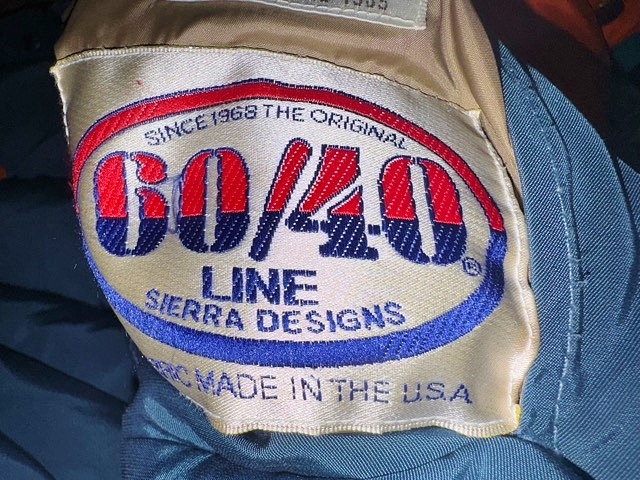 SINCE 1968 THE ORIGINAL
60/40®
LINE
SIERRA DESIGNS
MADE IN THE U.S.A